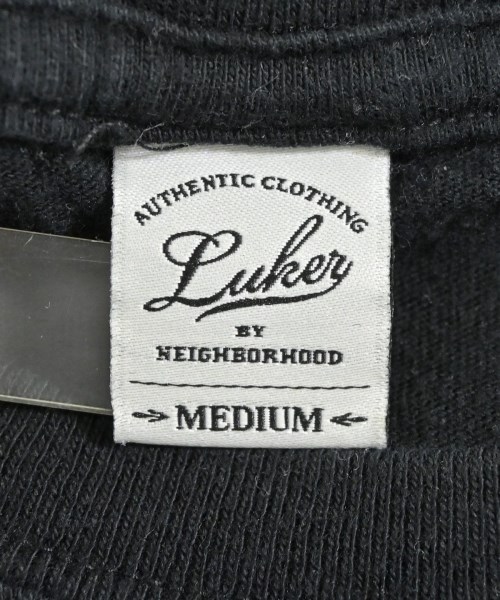 AUTHENTIC CLOTHING
Luker
BY
NEIGHBORHOOD
MEDIUM